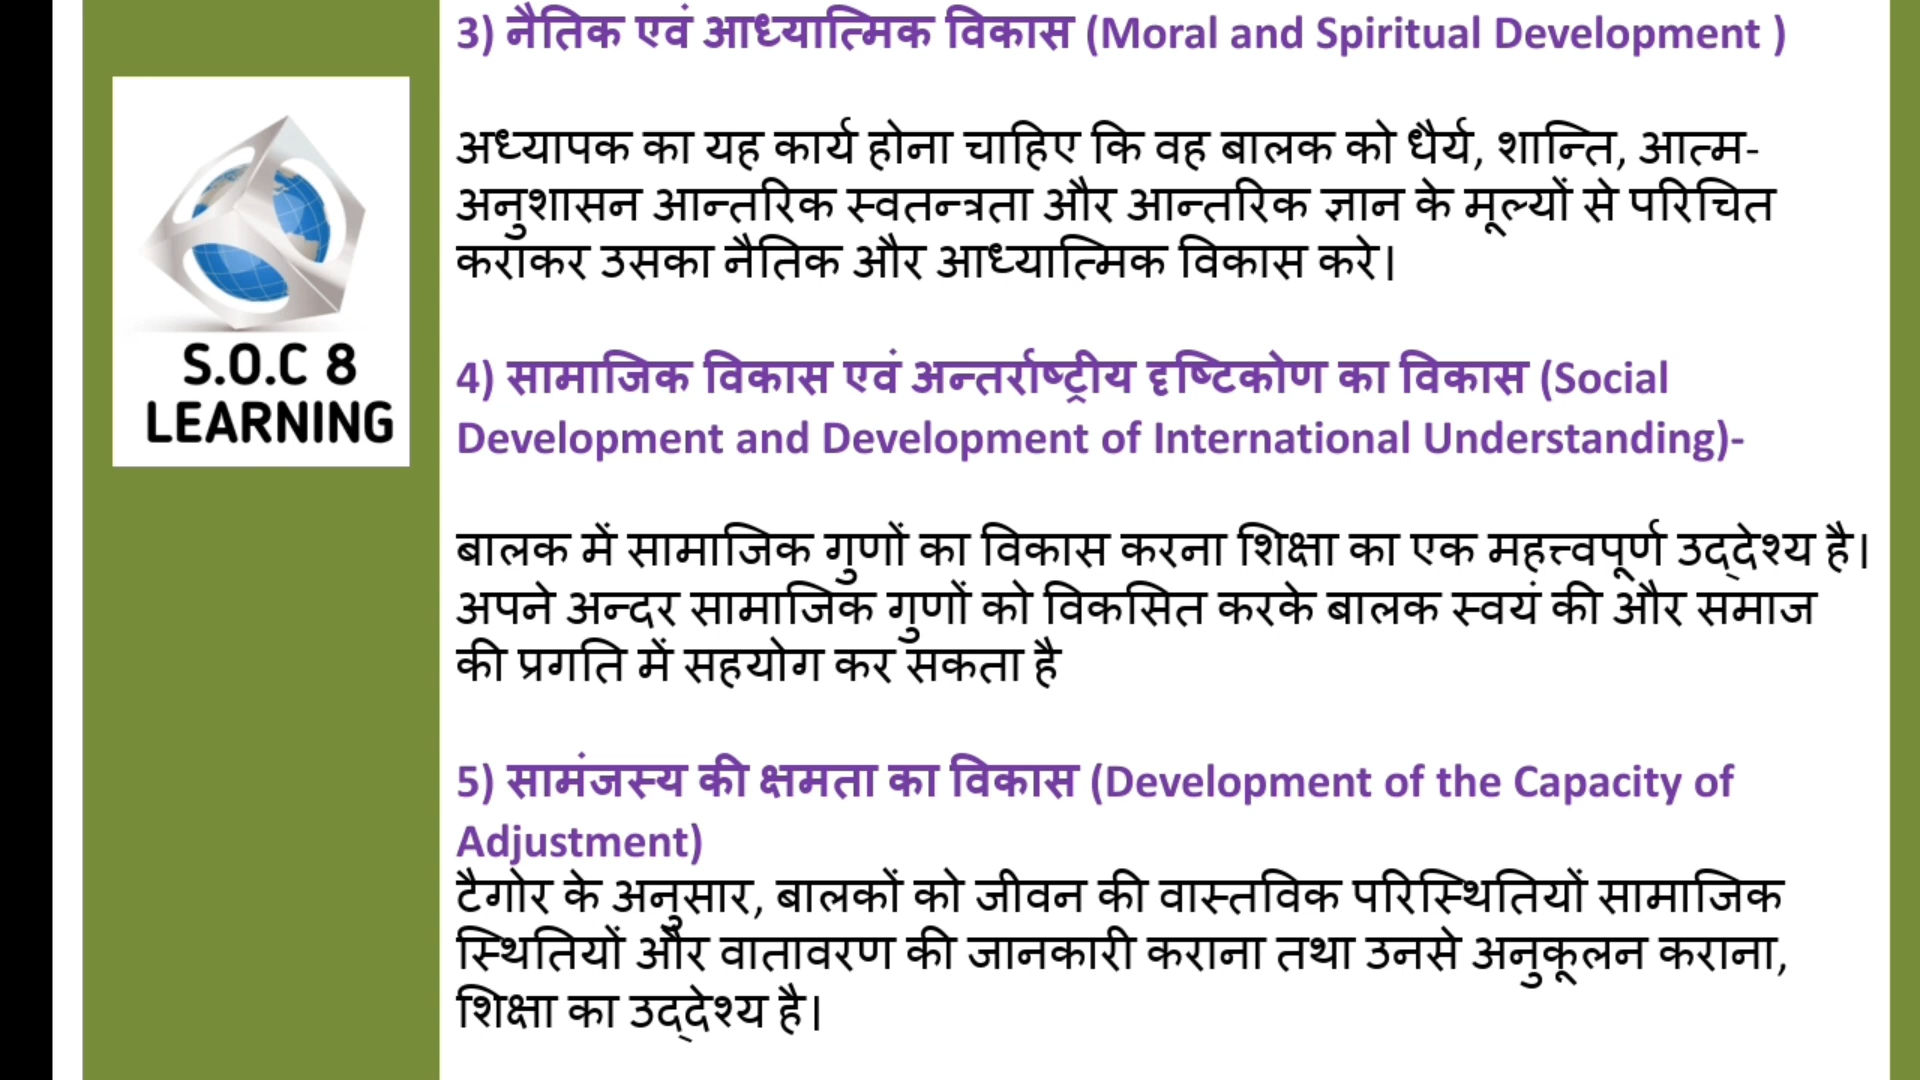 3) नैतिक एवं आध्यात्मिक विकास (Moral and Spiritual Development )
अध्यापक का यह कार्य होना चाहिए कि वह बालक को धैर्य, शान्ति, आत्म-
अनुशासन आन्तरिक स्वतन्त्रता और आन्तरिक ज्ञान के मूल्यों से परिचित
कराकर उसका नैतिक और आध्यात्मिक विकास करे।
S.O.C 8
LEARNING
4) सामाजिक विकास एवं अन्तर्राष्ट्रीय दृष्टिकोण का विकास (Social
Development and Development of International Understanding)-
बालक में सामाजिक गुणों का विकास करना शिक्षा का एक महत्त्वपूर्ण उद्देश्य है।
अपने अन्दर सामाजिक गुणों को विकसित करके बालक स्वयं की और समाज
की प्रगति में सहयोग कर सकता है
5) सामंजस्य की क्षमता का विकास (Development of the Capacity of
Adjustment)
टैगोर के अनुसार, बालकों को जीवन की वास्तविक परिस्थितियों सामाजिक
स्थितियों और वातावरण की जानकारी कराना तथा उनसे अनुकूलन कराना,
शिक्षा का उद्देश्य है।